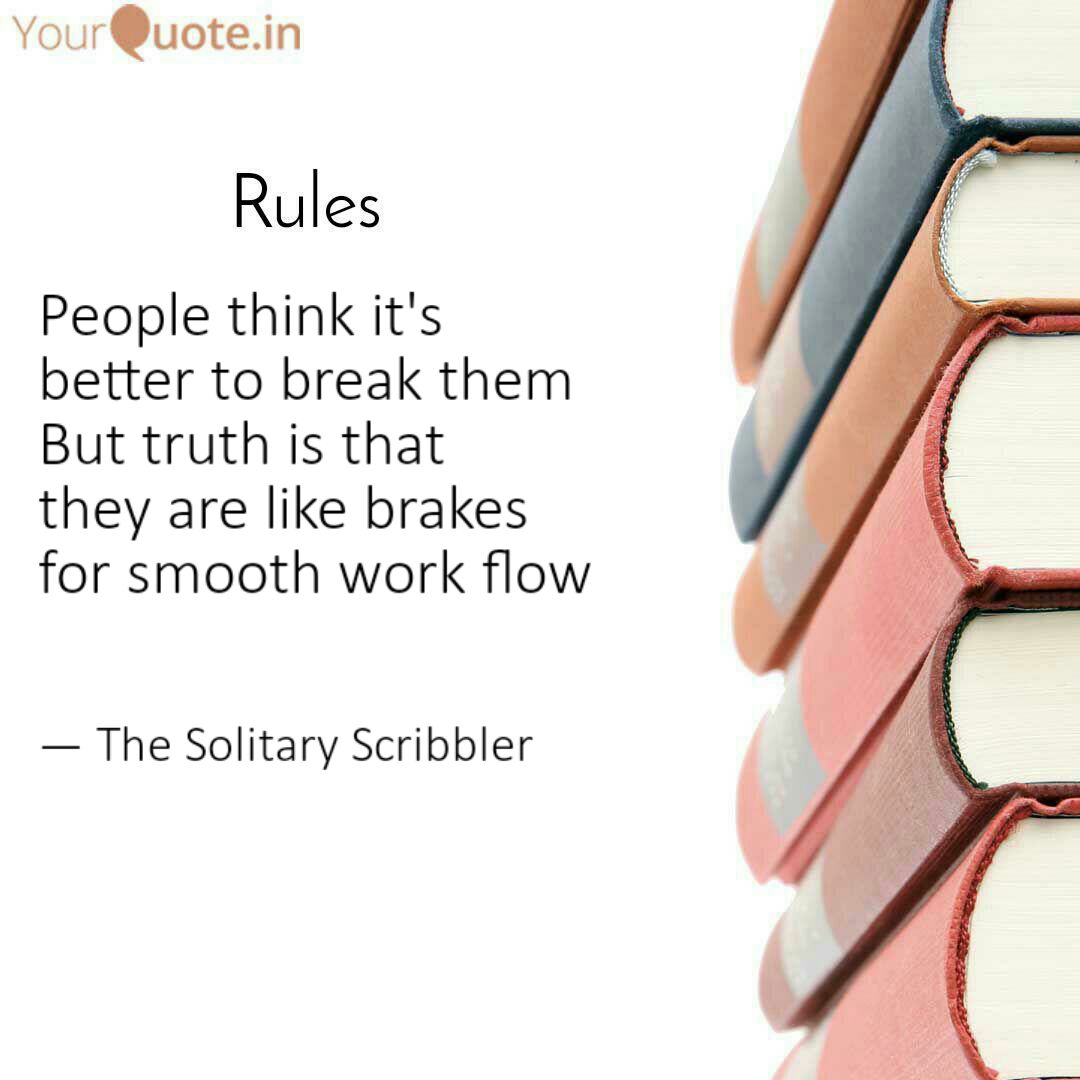 YourQuote.in
Rules
People think it's
better to break them
But truth is that
they are like brakes
for smooth work flow
— The Solitary Scribbler